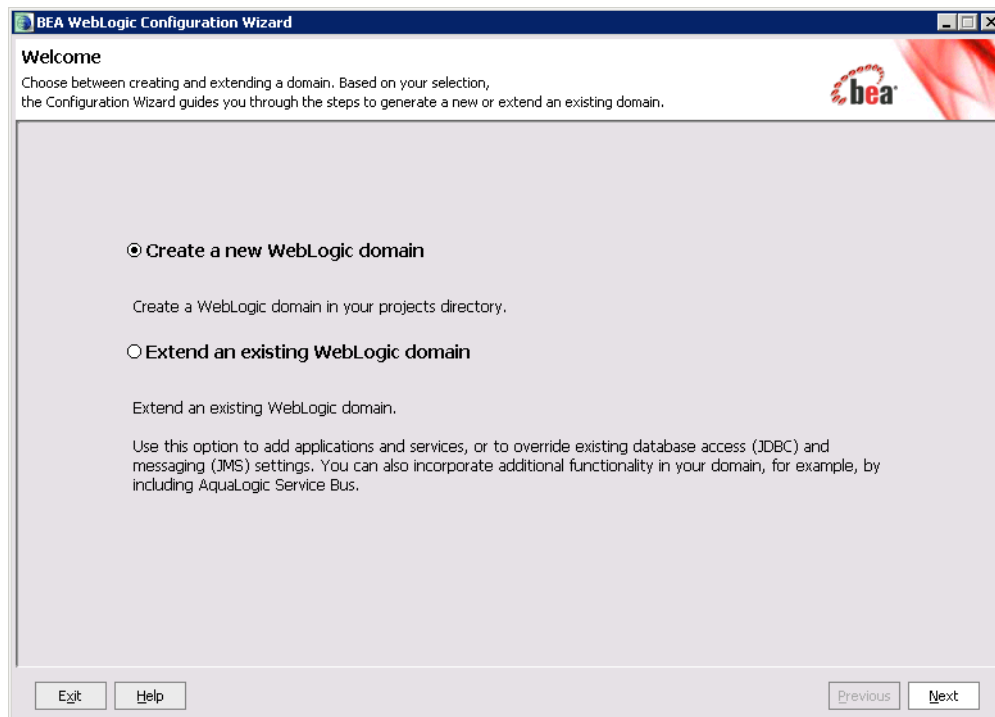 BEA WebLogic Configuration Wizard
Welcome
Choose between creating and extending a domain. Based on your selection,
the Configuration Wizard guides you through the steps to generate a new or extend an existing domain.
bea
Create a new WebLogic domain
Create a WebLogic domain in your projects directory.
Extend an existing WebLogic domain
Extend an existing WebLogic domain.
Use this option to add applications and services, or to override existing database access (JDBC) and
messaging (JMS) settings. You can also incorporate additional functionality in your domain, for example, by
including AquaLogic Service Bus.
Exit Help Previous Next